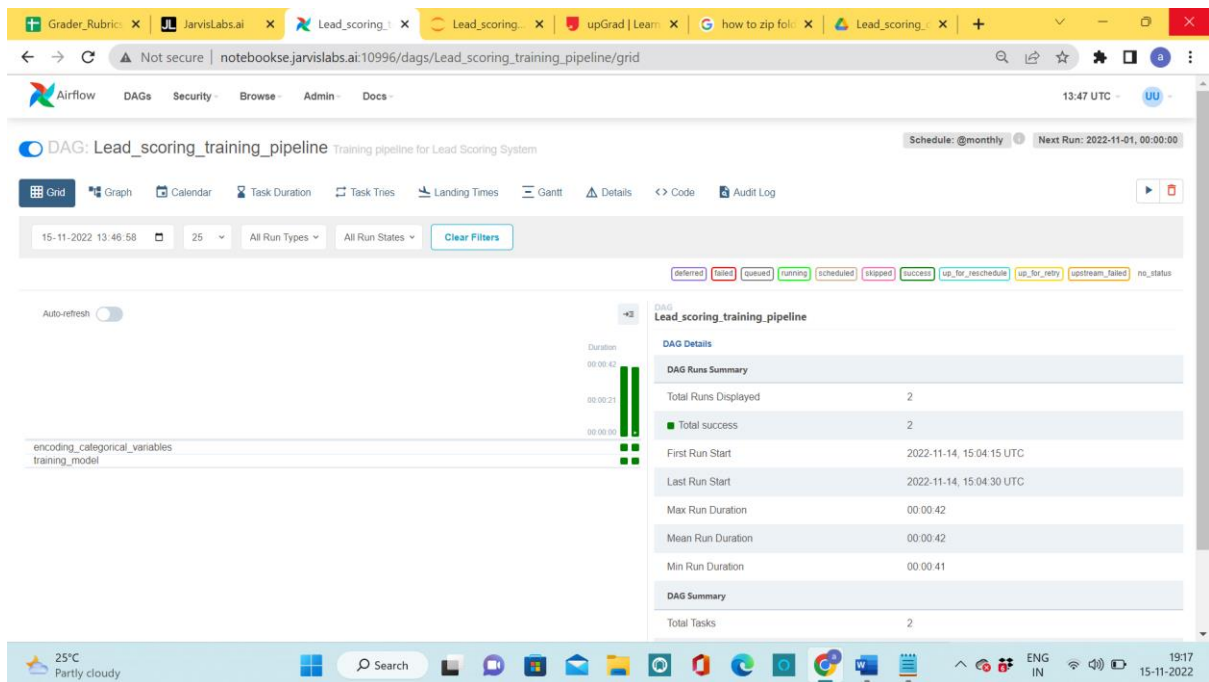 Grader_Rubric
JarvisLabs.ai
Lead_scoring_t
Lead_scoring_
upGrad | Learn
how to zip fold
Lead_scoring_c
Not secure | notebookse.jarvislabs.ai:10996/dags/Lead_scoring_training_pipeline/grid
a
Airflow DAGs Security Browse Admin Docs 13:47 UTC UU
DAG: Lead_scoring_training_pipeline Training pipeline for Lead Scoring System Schedule: @monthly Next Run: 2022-11-01, 00:00:00
Grid Graph Calendar Task Duration Task Tries Landing Times Gantt Details <> Code Audit Log
15-11-2022 13:46:58 25 All Run Types All Run States Clear Filters
deferred failed queued running scheduled skipped success up_for_reschedule up_for_retry upstream_failed no_status
Auto-refresh
Duration
00:00:42
00:00:21
00:00:00
encoding_categorical_variables
training_model
DAG
Lead_scoring_training_pipeline
DAG Details
DAG Runs Summary
Total Runs Displayed 2
Total success 2
First Run Start 2022-11-14, 15:04:15 UTC
Last Run Start 2022-11-14, 15:04:30 UTC
Max Run Duration 00:00:42
Mean Run Duration 00:00:42
Min Run Duration 00:00:41
DAG Summary
Total Tasks 2
25°C
Partly cloudy
Search
ENG
IN
19:17
15-11-2022